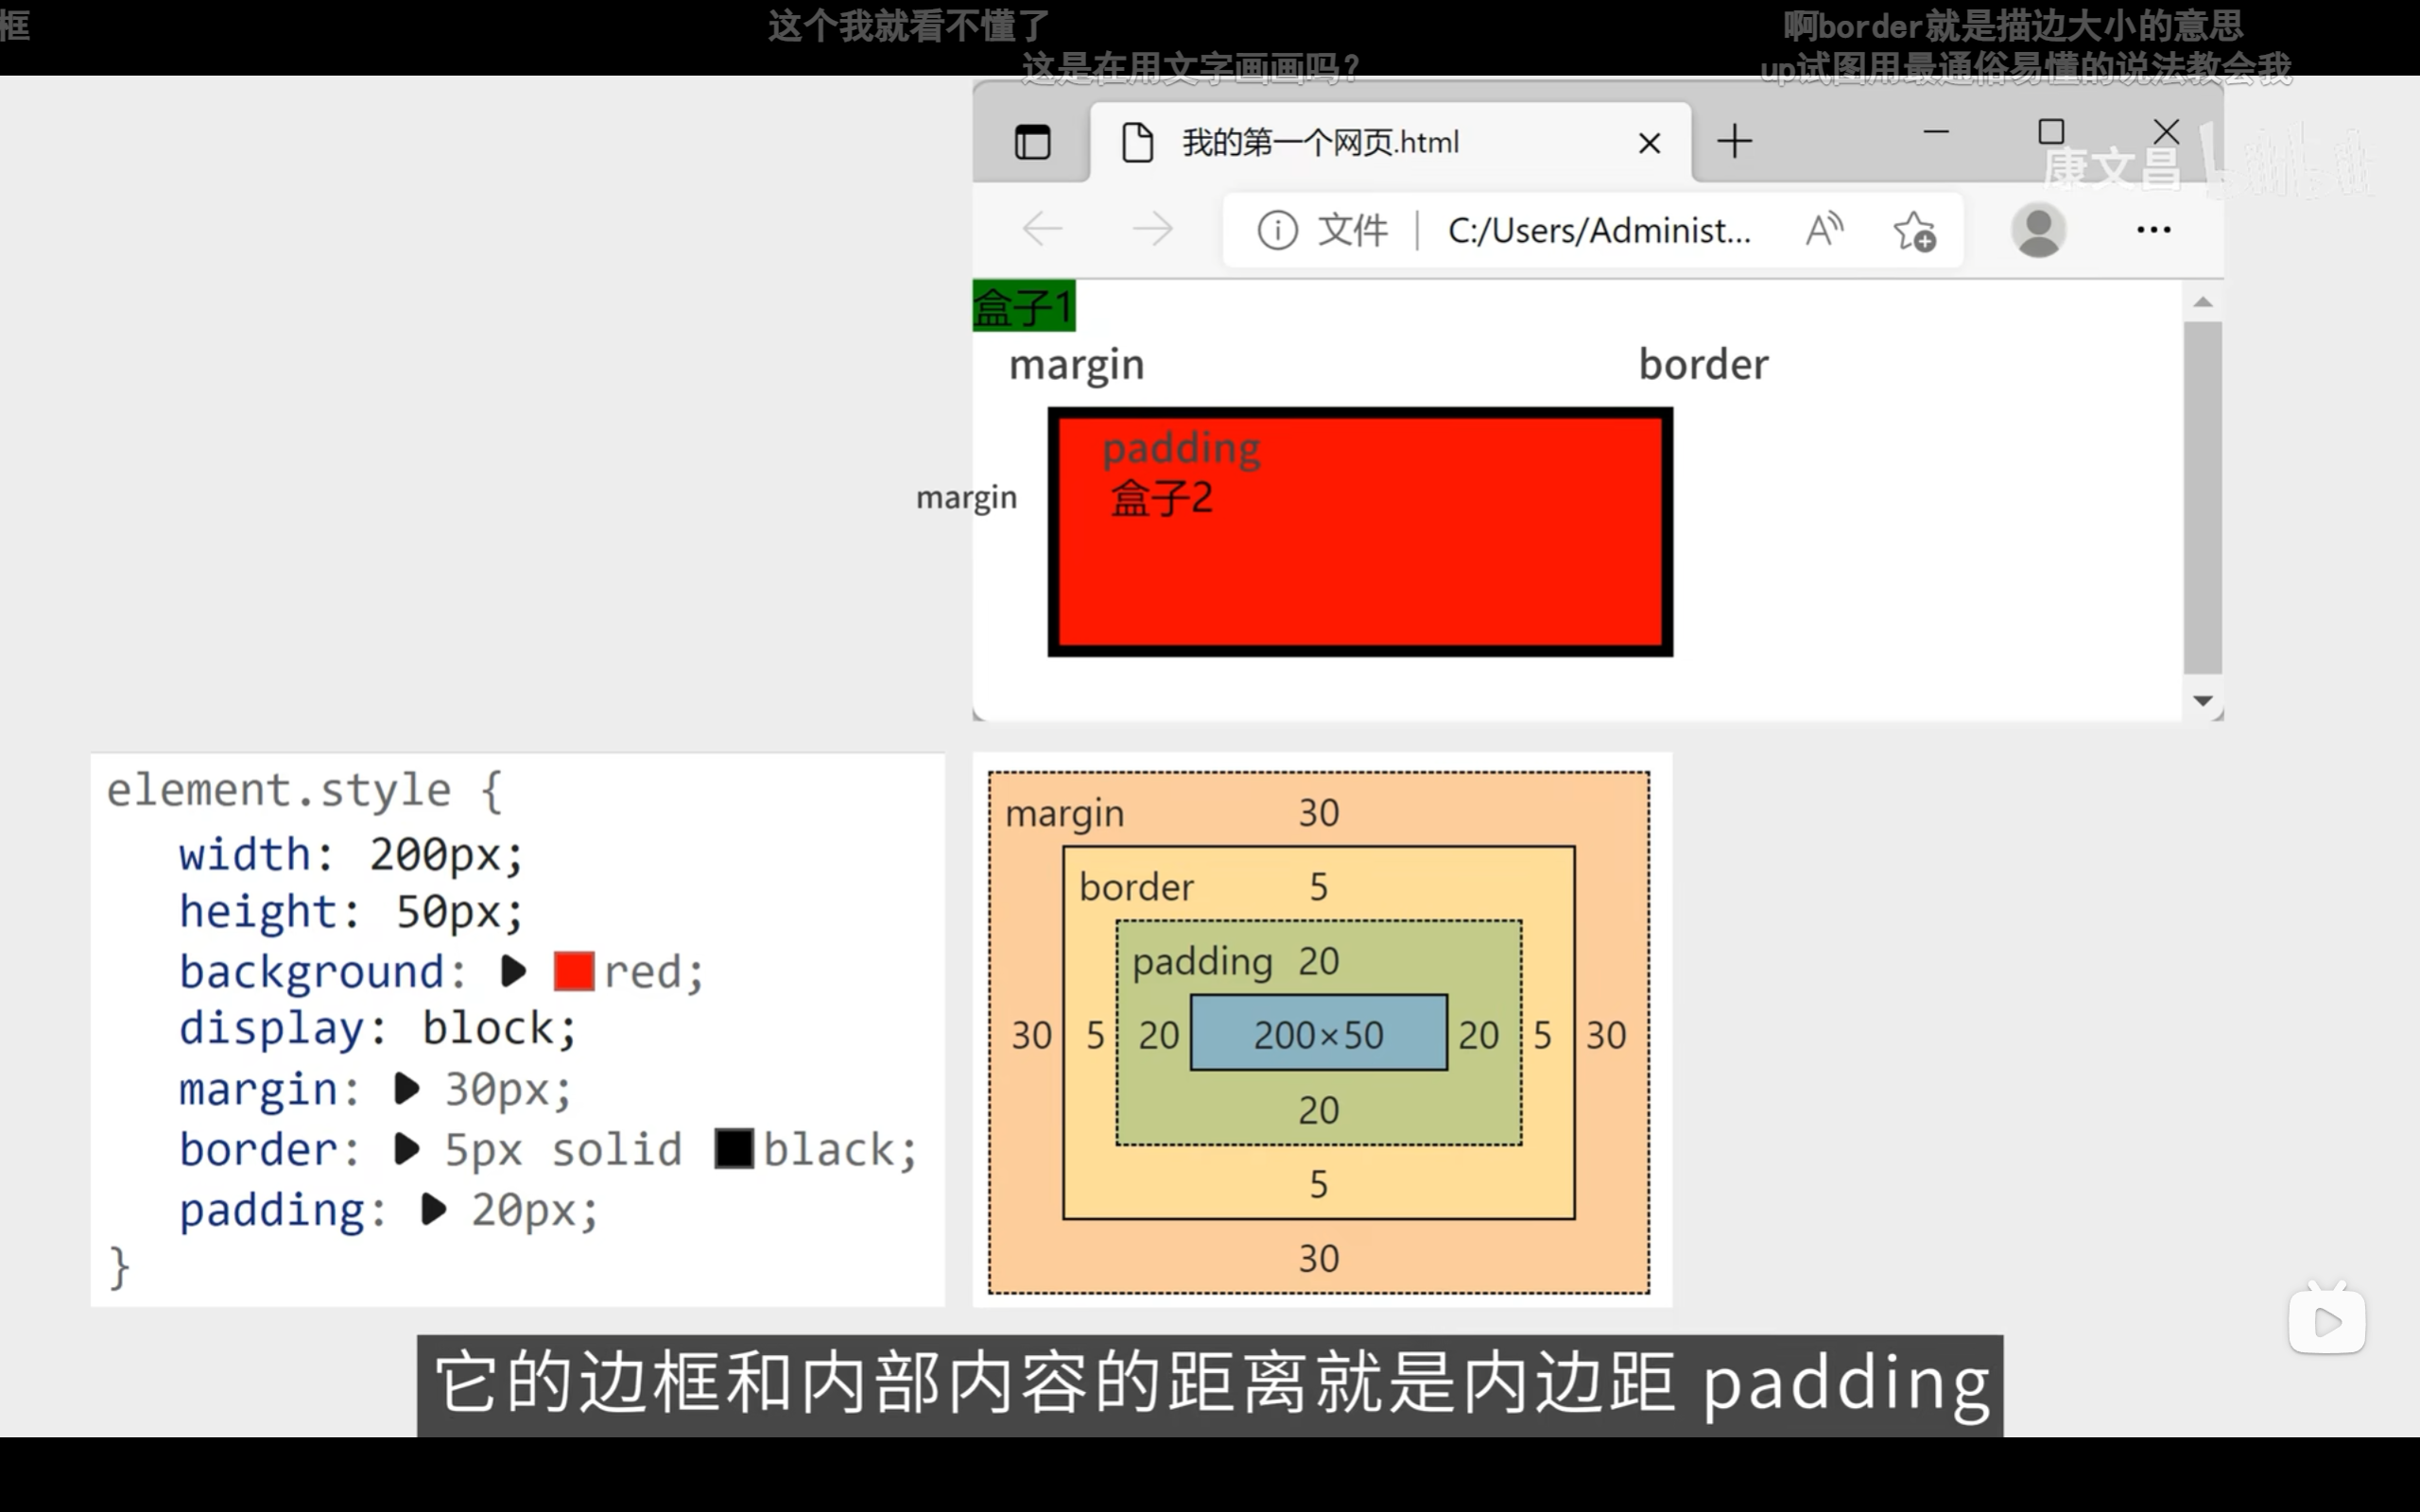 框
这个我就看不懂了
啊border就是描边大小的意思
这是在用文字画画吗？
up试图用最通俗易懂的说法教会我
我的第一个网页.html
康文昌
bilibili
文件
C:/Users/Administ...
盒子1
margin
border
padding
margin
盒子2
element.style {
width: 200px;
height: 50px;
background: red;
display: block;
margin: 30px;
border: 5px solid black;
padding: 20px;
}
margin 30
border 5
padding 20
30 5 20 200×50 20 5 30
20
5
30
它的边框和内部内容的距离就是内边距 padding